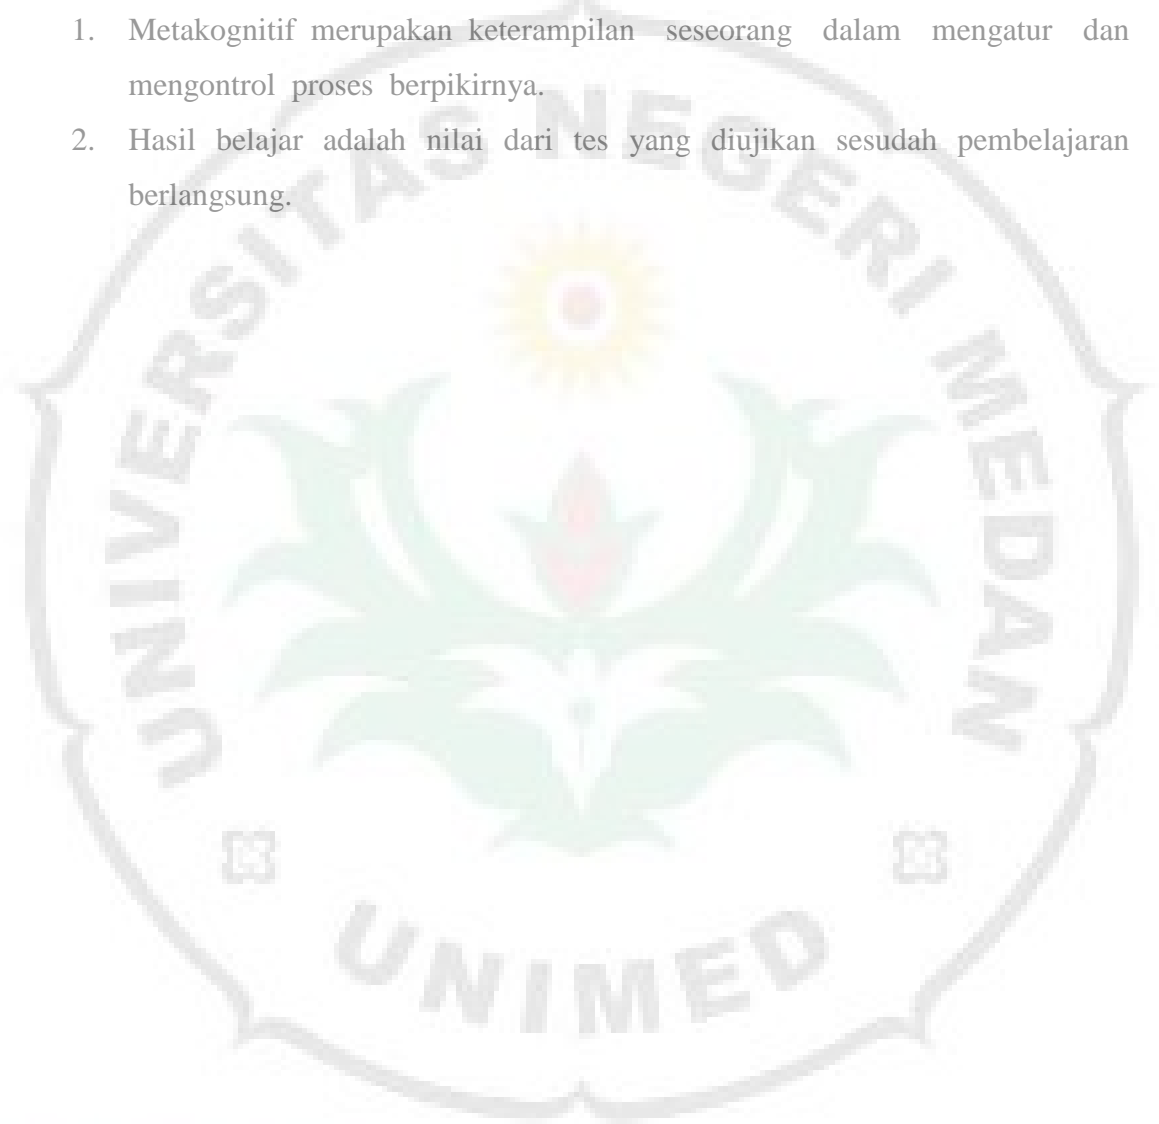 1. Metakognitif merupakan keterampilan seseorang dalam mengatur dan
mengontrol proses berpikirnya.
2. Hasil belajar adalah nilai dari tes yang diujikan sesudah pembelajaran
berlangsung.
UNIVERSITAS NEGERI MEDAN
UNIMED